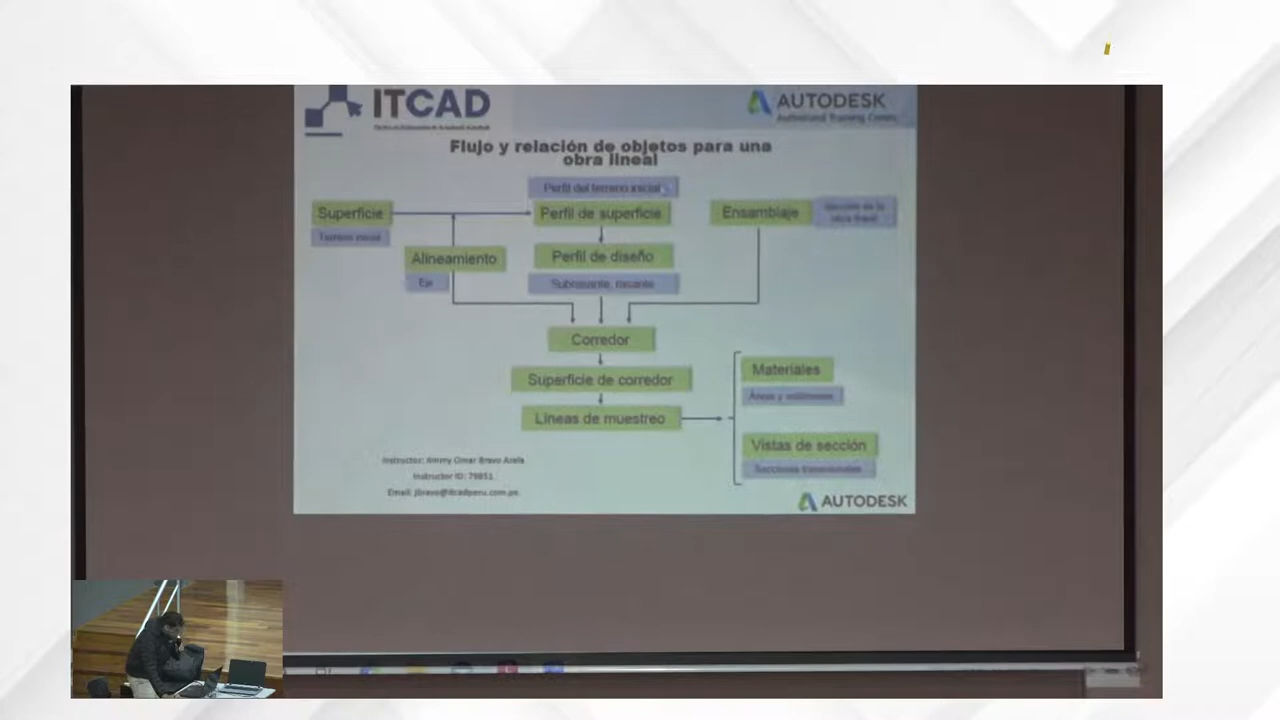 ITCAD
AUTODESK
Authorized Training Center
Flujo y relación de objetos para una
obra lineal
Perfil del terreno inicial
Superficie
Perfil de superficie
Ensamblaje
Sección de la
obra lineal
Terreno inicial
Alineamiento
Perfil de diseño
Eje
Subrasante, rasante
Corredor
Superficie de corredor
Materiales
Áreas y volúmenes
Líneas de muestreo
Vistas de sección
Secciones transversales
Instructor: Jimmy Omar Bravo
Instructor ID: 79851
Email: jbravo@itcadperu.com.pe
AUTODESK